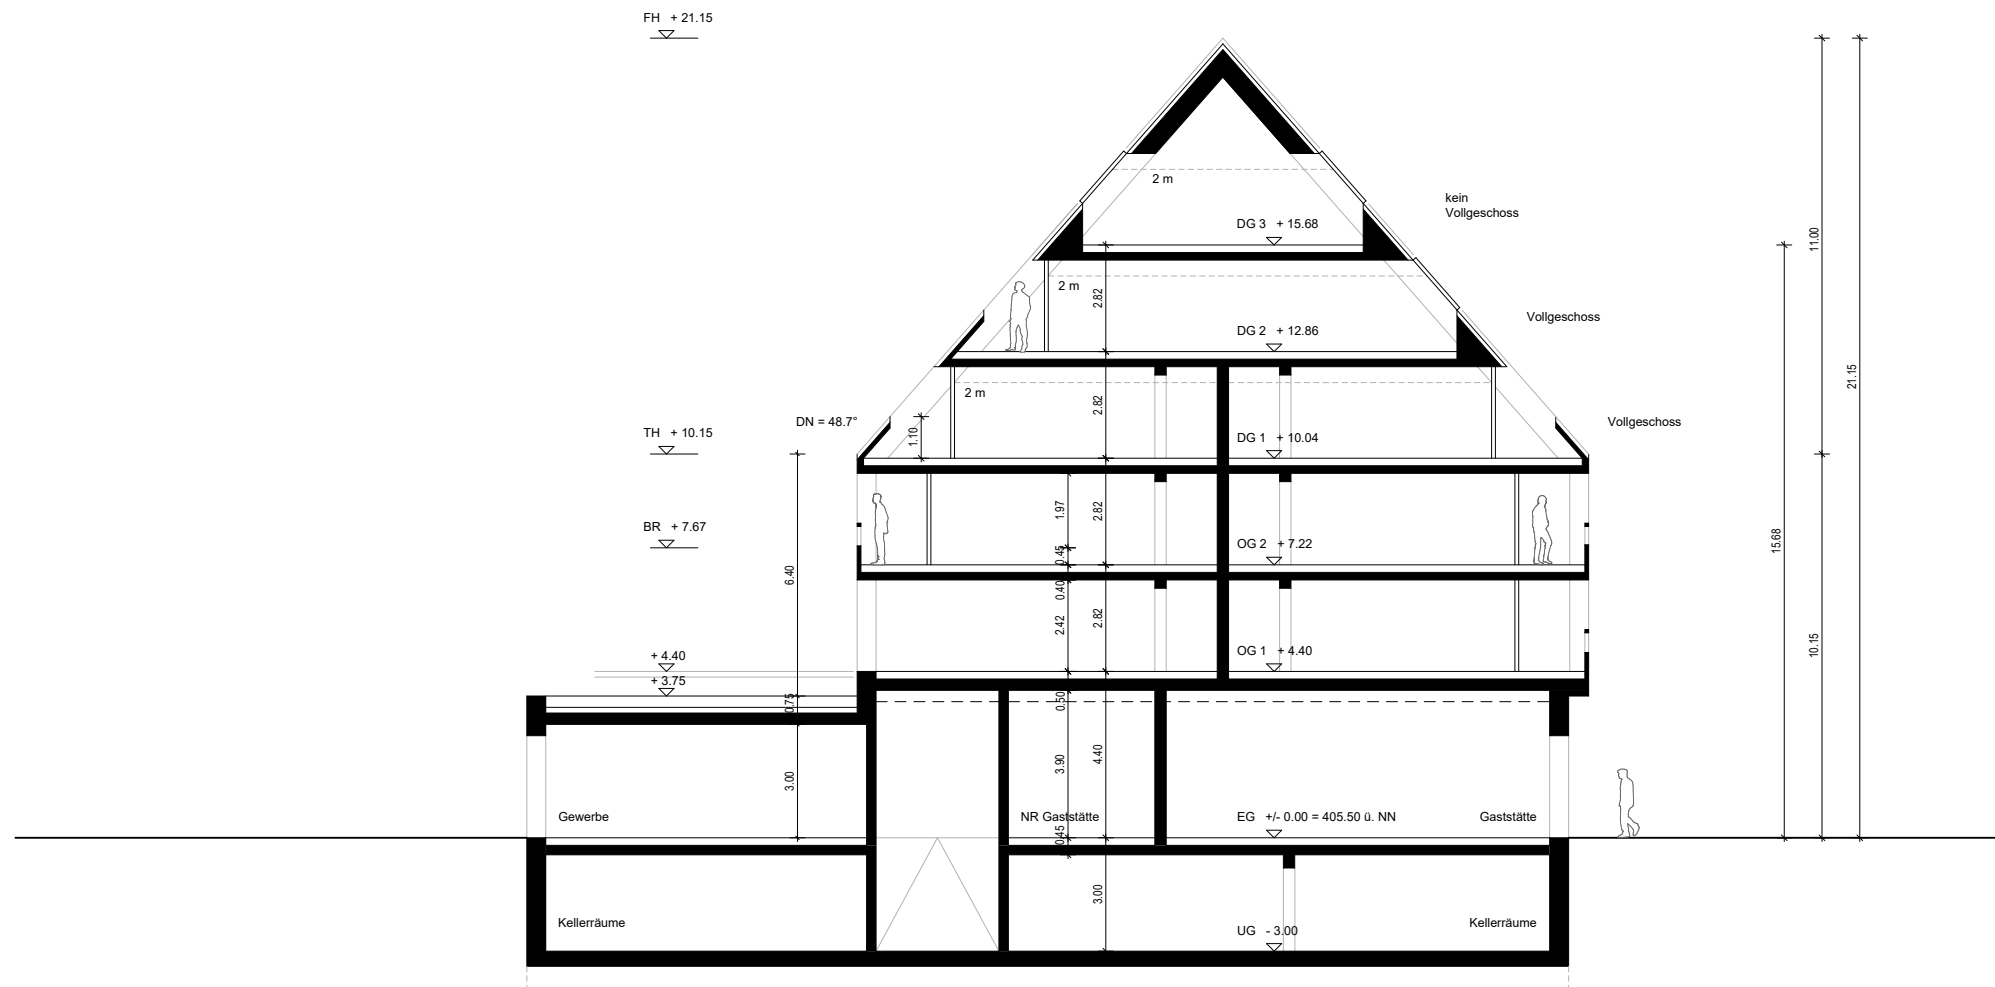 FH + 21.15
2 m
kein
Vollgeschoss
DG 3 + 15.68
11.00
2 m
2.82
Vollgeschoss
DG 2 + 12.86
21.15
2 m
2.82
DN = 48.7°
Vollgeschoss
TH + 10.15
1.10
DG 1 + 10.04
1.97
2.82
BR + 7.67
15.68
OG 2 + 7.22
0.45
6.40
0.40
2.42
2.82
10.15
+ 4.40
OG 1 + 4.40
+ 3.75
0.75
0.50
3.90
4.40
3.00
Gewerbe
NR Gaststätte
EG +/- 0.00 = 405.50 ü. NN
Gaststätte
0.45
3.00
Kellerräume
Kellerräume
UG - 3.00